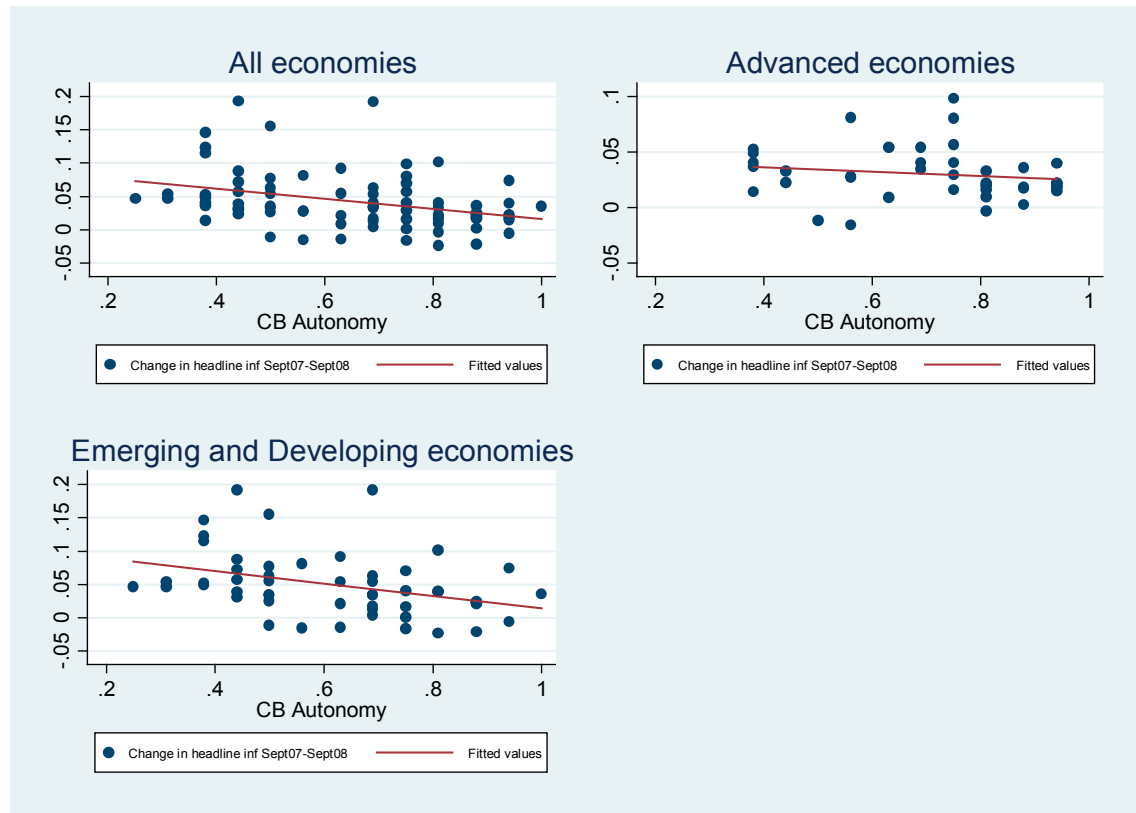 All economies
.2
.15
.1
.05
0
-.05
.2 .4 .6 .8 1
CB Autonomy
Change in headline inf Sept07-Sept08 Fitted values
Advanced economies
.1
.05
0
-.05
.2 .4 .6 .8 1
CB Autonomy
Change in headline inf Sept07-Sept08 Fitted values
Emerging and Developing economies
.2
.15
.1
.05
0
-.05
.2 .4 .6 .8 1
CB Autonomy
Change in headline inf Sept07-Sept08 Fitted values